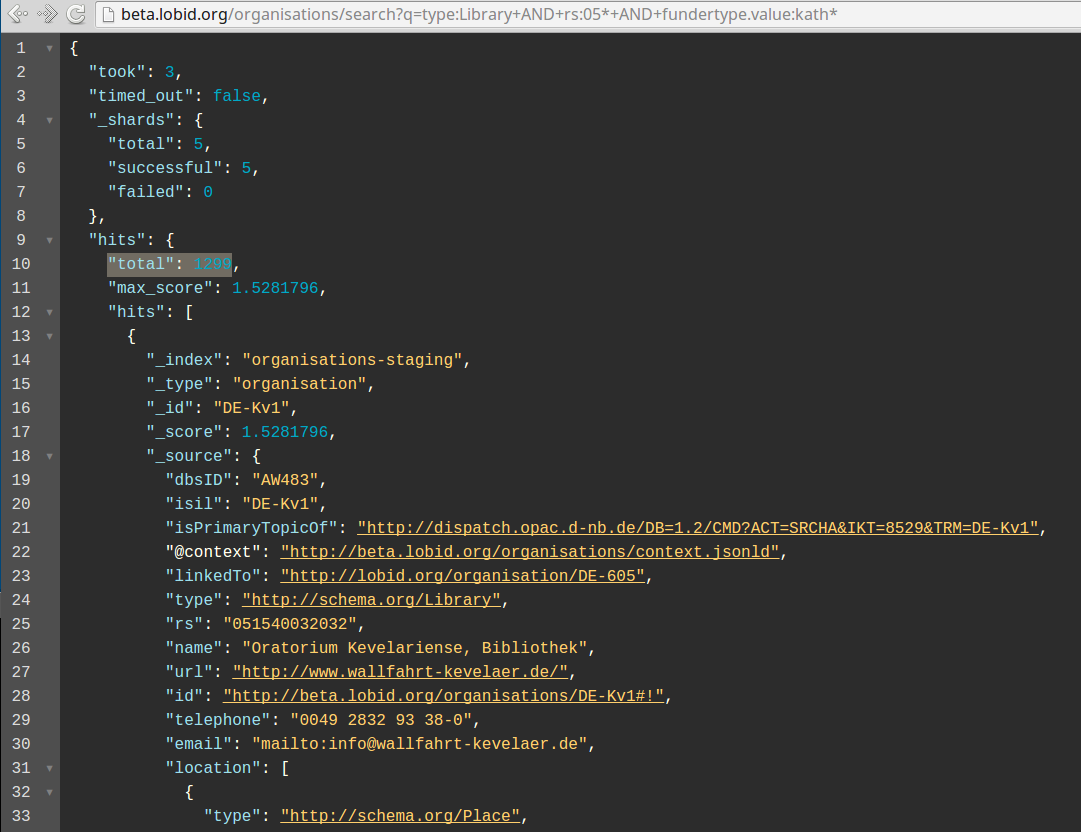 beta.lobid.org/organisations/search?q=type:Library+AND+rs:05*+AND+fundertype.value:kath*
1 {
2 "took": 3,
3 "timed_out": false,
4 "_shards": {
5 "total": 5,
6 "successful": 5,
7 "failed": 0
8 },
9 "hits": {
10 "total": 1299,
11 "max_score": 1.5281796,
12 "hits": [
13 {
14 "_index": "organisations-staging",
15 "_type": "organisation",
16 "_id": "DE-Kv1",
17 "_score": 1.5281796,
18 "_source": {
19 "dbsID": "AW483",
20 "isil": "DE-Kv1",
21 "isPrimaryTopicOf": "http://dispatch.opac.d-nb.de/DB=1.2/CMD?ACT=SRCHA&IKT=8529&TRM=DE-Kv1",
22 "@context": "http://beta.lobid.org/organisations/context.jsonld",
23 "linkedTo": "http://lobid.org/organisation/DE-605",
24 "type": "http://schema.org/Library",
25 "rs": "051540032032",
26 "name": "Oratorium Kevelariense, Bibliothek",
27 "url": "http://www.wallfahrt-kevelaer.de/",
28 "id": "http://beta.lobid.org/organisations/DE-Kv1#!",
29 "telephone": "0049 2832 93 38-0",
30 "email": "mailto:info@wallfahrt-kevelaer.de",
31 "location": [
32 {
33 "type": "http://schema.org/Place",